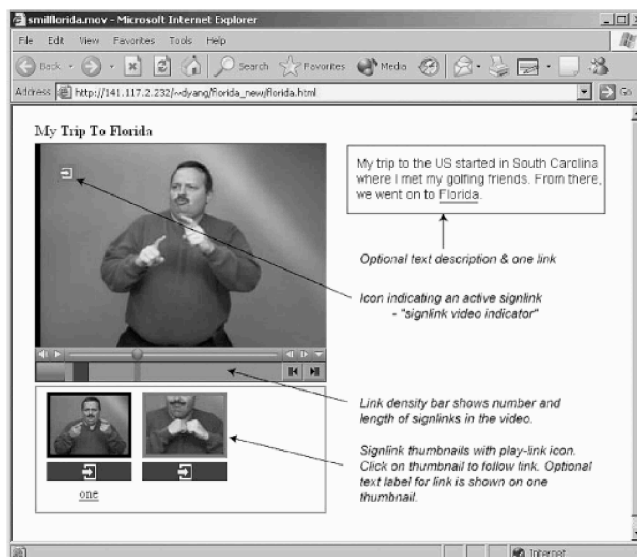 smilflorida.mov - Microsoft Internet Explorer
File Edit View Favorites Tools Help
Back Search Favorites Media
Address http://141.117.2.232/~dyang/florida_new/florida.html Go
My Trip To Florida
My trip to the US started in South Carolina
where I met my golfing friends. From there,
we went on to Florida.
Optional text description & one link
Icon indicating an active signlink
- "signlink video indicator"
Link density bar shows number and
length of signlinks in the video.
Signlink thumbnails with play-link icon.
Click on thumbnail to follow link. Optional
text label for link is shown on one
thumbnail.
one
Internet